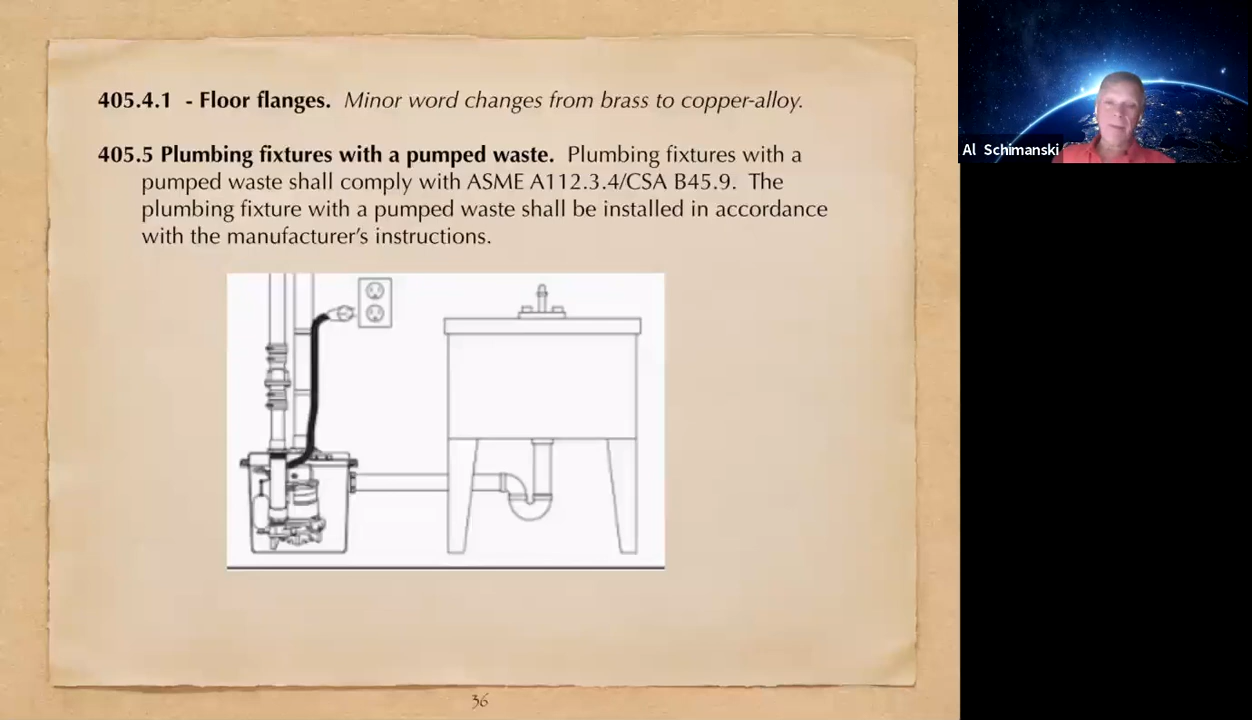 405.4.1 - Floor flanges. Minor word changes from brass to copper-alloy.
405.5 Plumbing fixtures with a pumped waste. Plumbing fixtures with a
pumped waste shall comply with ASME A112.3.4/CSA B45.9. The
plumbing fixture with a pumped waste shall be installed in accordance
with the manufacturer's instructions.
36
Al Schimanski